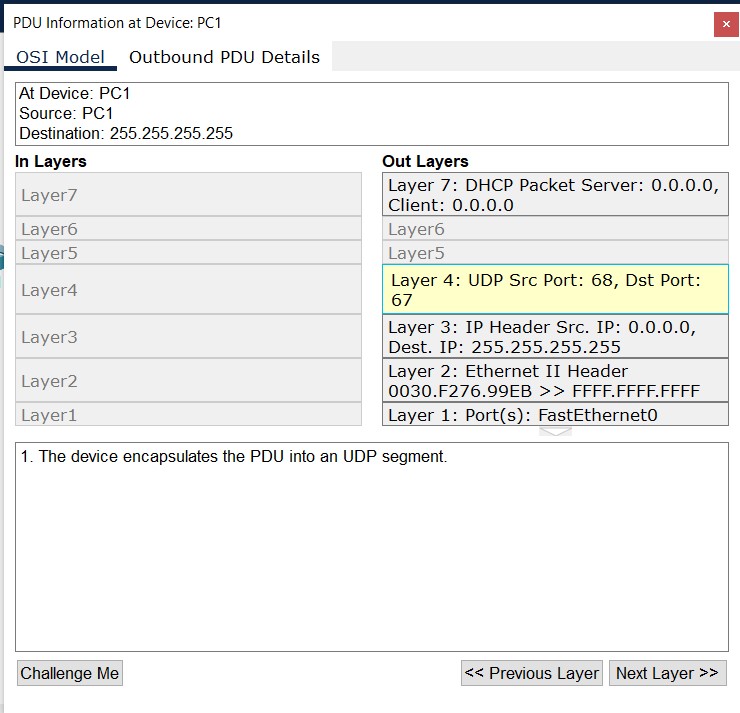 PDU Information at Device: PC1
OSI Model Outbound PDU Details
At Device: PC1
Source: PC1
Destination: 255.255.255.255
In Layers
Layer7
Layer6
Layer5
Layer4
Layer3
Layer2
Layer1
Out Layers
Layer 7: DHCP Packet Server: 0.0.0.0,
Client: 0.0.0.0
Layer6
Layer5
Layer 4: UDP Src Port: 68, Dst Port:
67
Layer 3: IP Header Src. IP: 0.0.0.0,
Dest. IP: 255.255.255.255
Layer 2: Ethernet II Header
0030.F276.99EB >> FFFF.FFFF.FFFF
Layer 1: Port(s): FastEthernet0
1. The device encapsulates the PDU into an UDP segment.
Challenge Me
<< Previous Layer
Next Layer >>